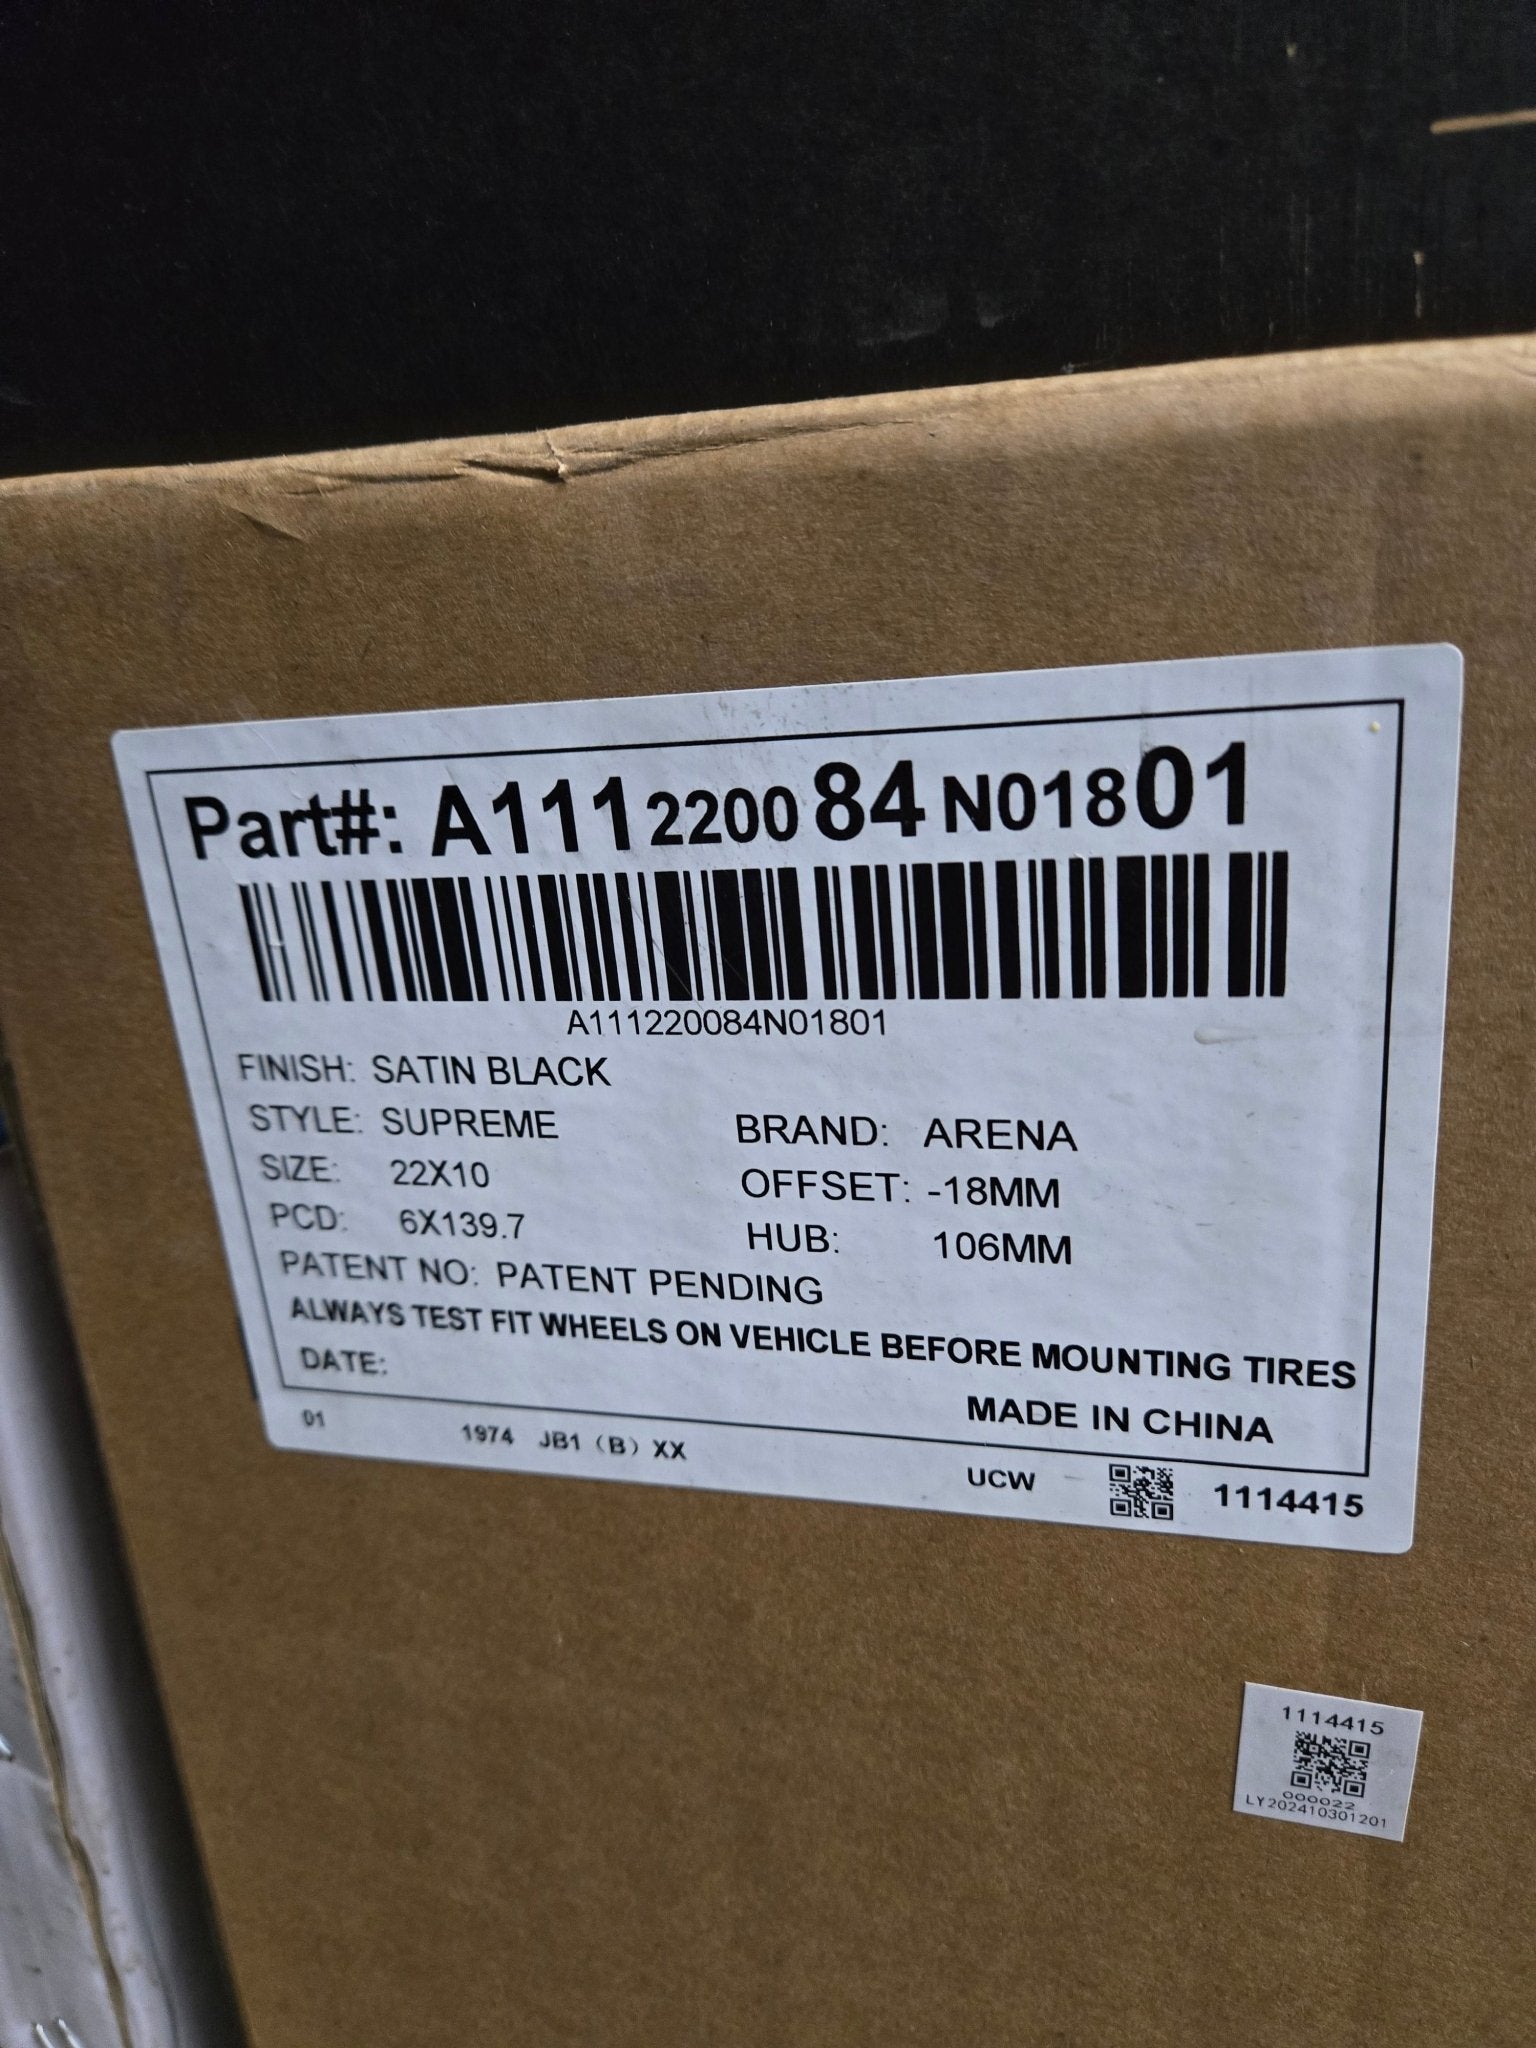 Part#: A111220084N01801
A111220084N01801
FINISH: SATIN BLACK
STYLE: SUPREME BRAND: ARENA
SIZE: 22X10 OFFSET: -18MM
PCD: 6X139.7 HUB: 106MM
PATENT NO: PATENT PENDING
ALWAYS TEST FIT WHEELS ON VEHICLE BEFORE MOUNTING TIRES
DATE:
MADE IN CHINA
01 1974 JB1 (B) XX UCW 1114415
1114415
000022
LY202410301201